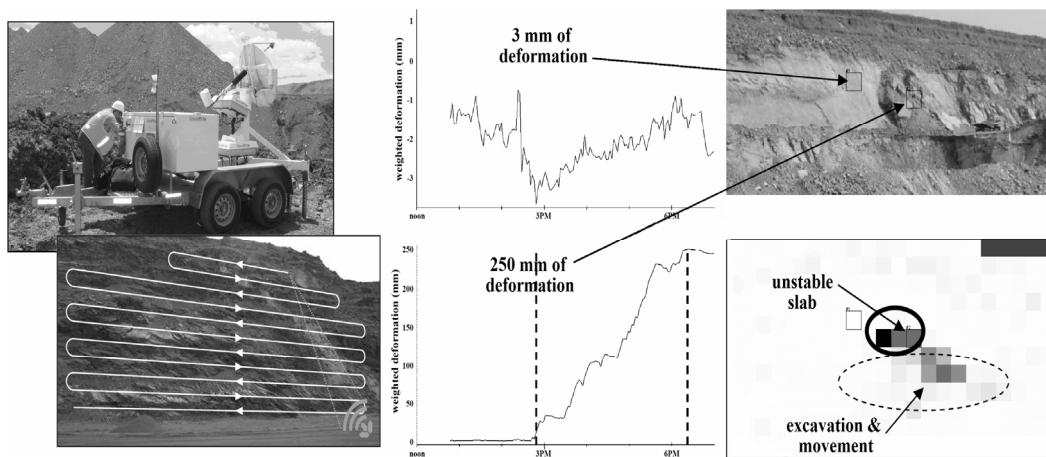 weighted deformation (mm)
1
0
-1
-2
-3
noon
3PM
6PM
3 mm of
deformation
weighted deformation (mm)
250
200
150
100
50
0
noon
3PM
6PM
250 mm of
deformation
unstable
slab
excavation &
movement